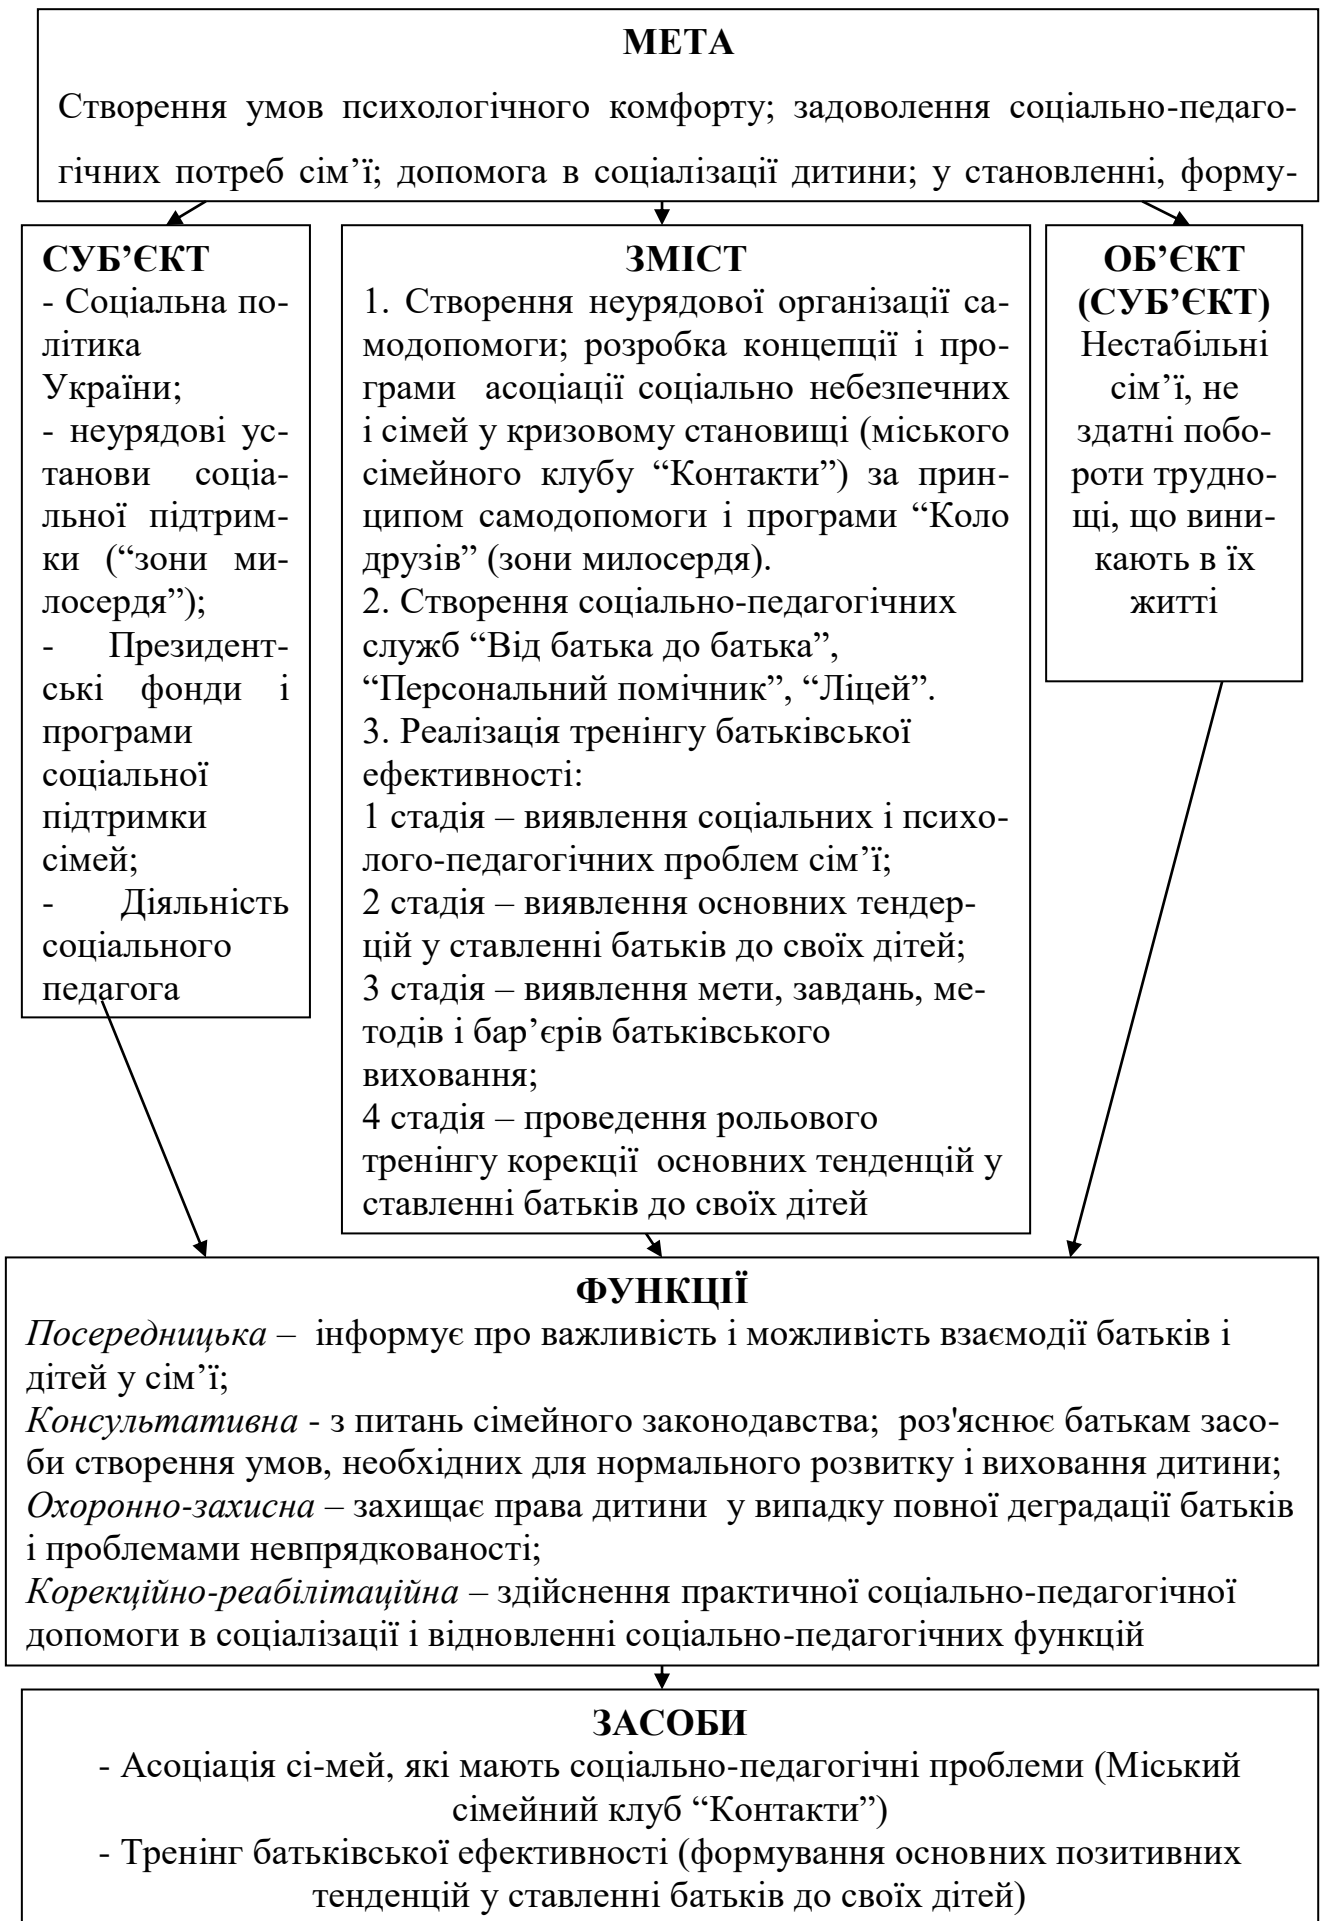 МЕТА
Створення умов психологічного комфорту; задоволення соціально-педаго-
гічних потреб сім’ї; допомога в соціалізації дитини; у становленні, форму-
СУБ’ЄКТ
- Соціальна по-
літика
України;
- неурядові ус-
танови соціа-
льної підтрим-
ки (“зони ми-
лосердя”);
- Президент-
ські фонди і
програми
соціальної
підтримки
сімей;
- Діяльність
соціального
педагога
ЗМІСТ
1. Створення неурядової організації са-
модопомоги; розробка концепції і про-
грами асоціації соціально небезпечних
і сімей у кризовому становищі (міського
сімейного клубу “Контакти”) за прин-
ципом самодопомоги і програми “Коло
друзів” (зони милосердя).
2. Створення соціально-педагогічних
служб “Від батька до батька”,
“Персональний помічник”, “Ліцей”.
3. Реалізація тренінгу батьківської
ефективності:
1 стадія – виявлення соціальних і психо-
лого-педагогічних проблем сім’ї;
2 стадія – виявлення основних тендер-
цій у ставленні батьків до своїх дітей;
3 стадія – виявлення мети, завдань, ме-
тодів і бар’єрів батьківського
виховання;
4 стадія – проведення рольового
тренінгу корекції основних тенденцій у
ставленні батьків до своїх дітей
ОБ’ЄКТ
(СУБ’ЄКТ)
Нестабільні
сім’ї, не
здатні побо-
роти трудно-
щі, що вини-
кають в їх
житті
ФУНКЦІЇ
Посередницька – інформує про важливість і можливість взаємодії батьків і
дітей у сім’ї;
Консультативна - з питань сімейного законодавства; роз'яснює батькам засо-
би створення умов, необхідних для нормального розвитку і виховання дитини;
Охоронно-захисна – захищає права дитини у випадку повної деградації батьків
і проблемами невпрядкованості;
Корекційно-реабілітаційна – здійснення практичної соціально-педагогічної
допомоги в соціалізації і відновленні соціально-педагогічних функцій
ЗАСОБИ
- Асоціація сі-мей, які мають соціально-педагогічні проблеми (Міський
сімейний клуб “Контакти”)
- Тренінг батьківської ефективності (формування основних позитивних
тенденцій у ставленні батьків до своїх дітей)